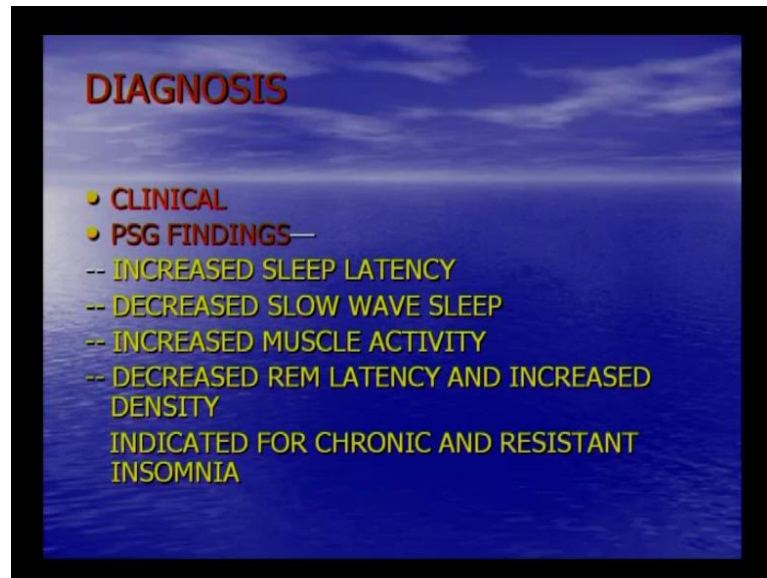 DIAGNOSIS
• CLINICAL
• PSG FINDINGS—
-- INCREASED SLEEP LATENCY
-- DECREASED SLOW WAVE SLEEP
-- INCREASED MUSCLE ACTIVITY
-- DECREASED REM LATENCY AND INCREASED
DENSITY
INDICATED FOR CHRONIC AND RESISTANT
INSOMNIA